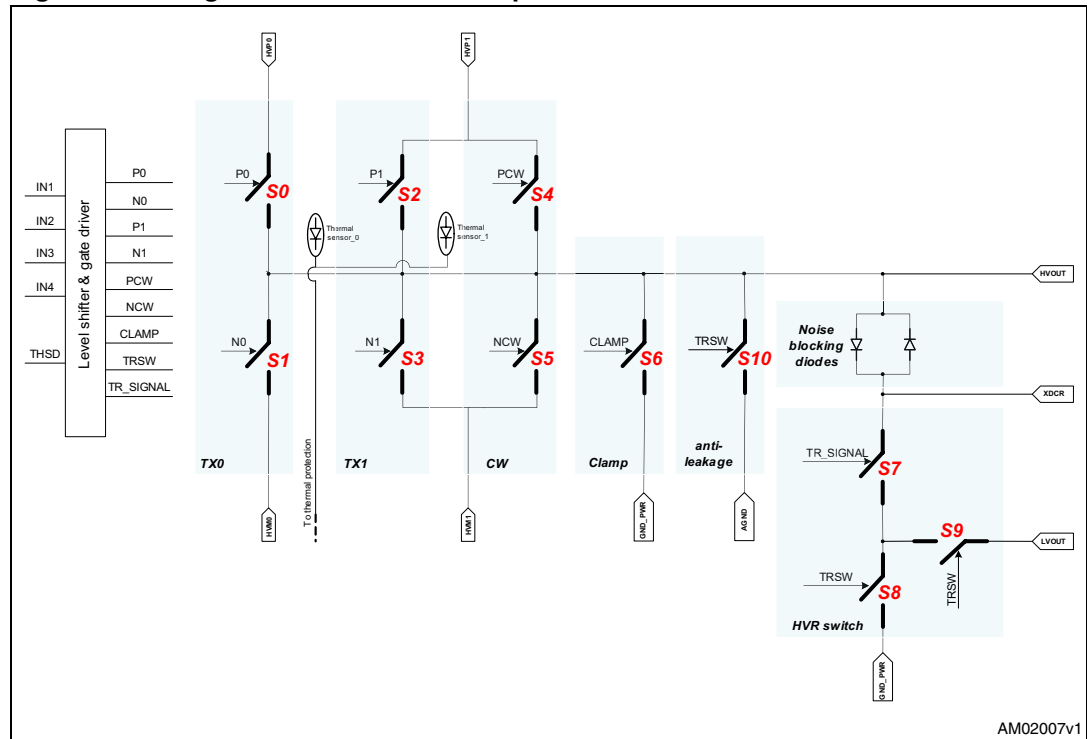 HVP0
HVP1
Level shifter & gate driver
IN1
IN2
IN3
IN4
THSD
P0
N0
P1
N1
PCW
NCW
CLAMP
TRSW
TR_SIGNAL
P0
S0
P1
S2
PCW
S4
Thermal
sensor_0
Thermal
sensor_1
HVOUT
N0
S1
N1
S3
NCW
S5
CLAMP
S6
TRSW
S10
Noise
blocking
diodes
XDCR
TX0
To thermal protection
TX1
CW
Clamp
anti-
leakage
TR_SIGNAL
S7
S9
LVOUT
TRSW
TRSW
S8
HVR switch
HVM0
HVM1
GND_PWR
AGND
GND_PWR
AM02007v1